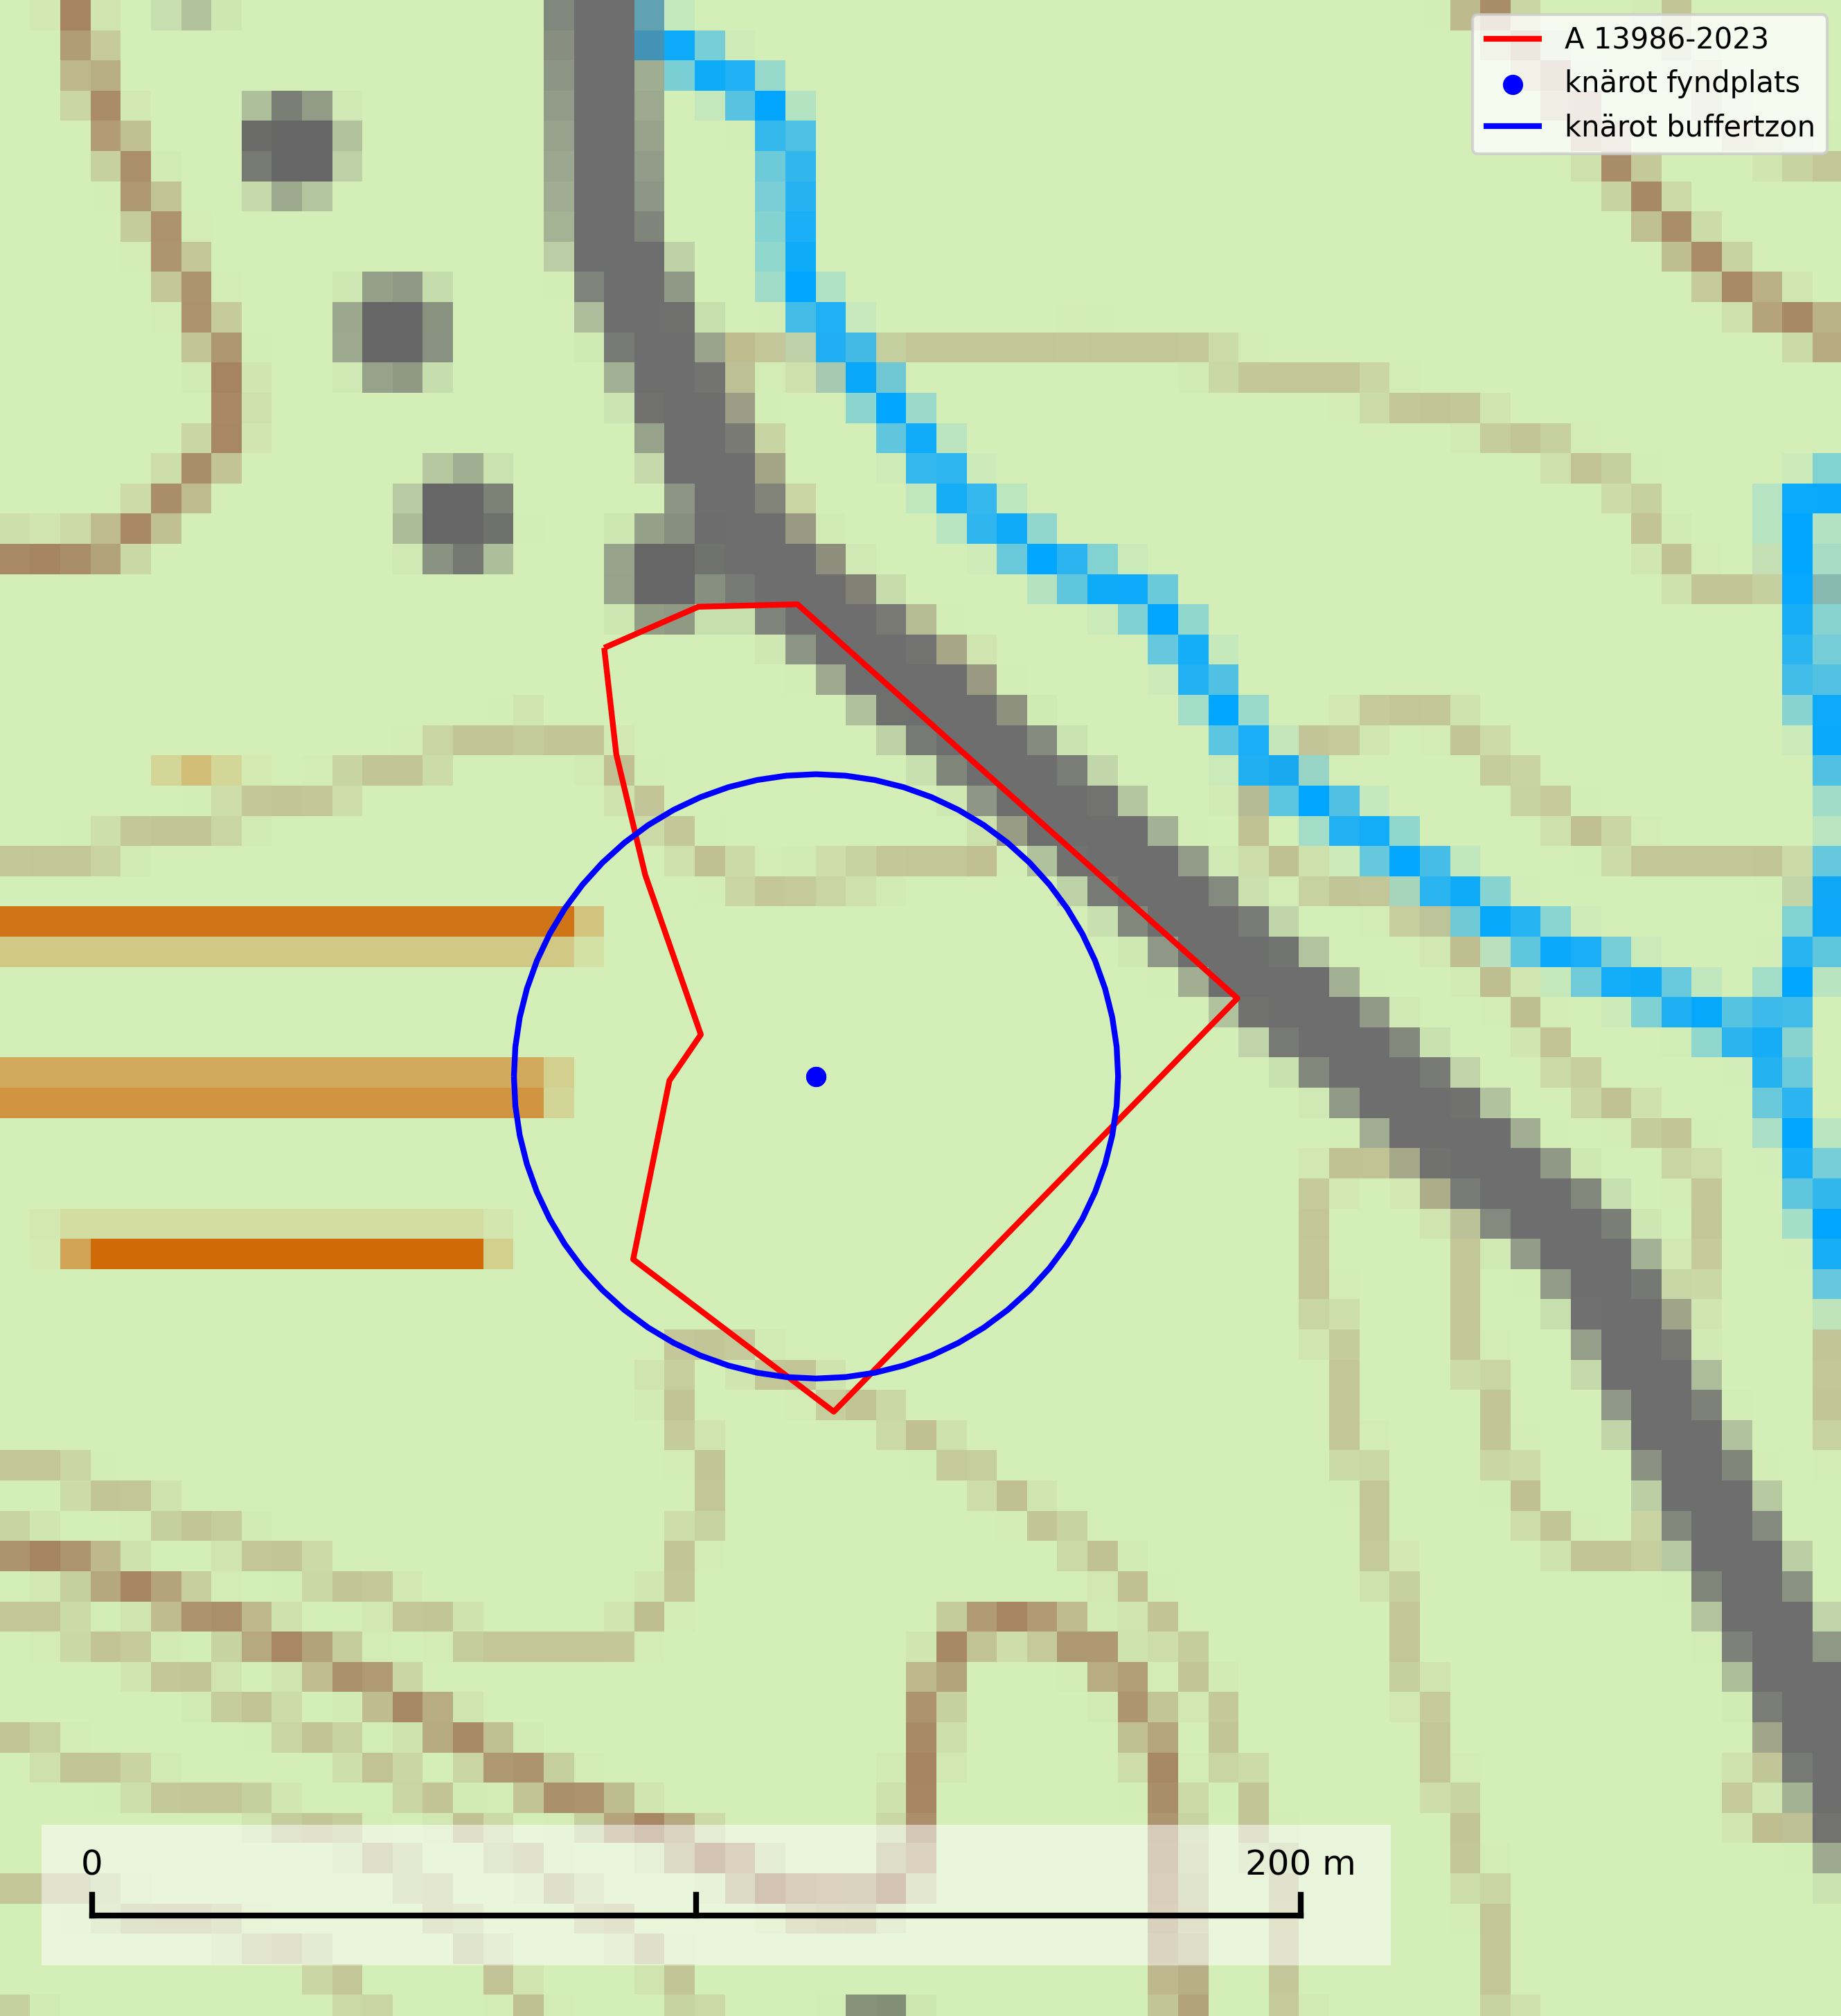 A 13986-2023
knärot fyndplats
knärot buffertzon
0 200 m